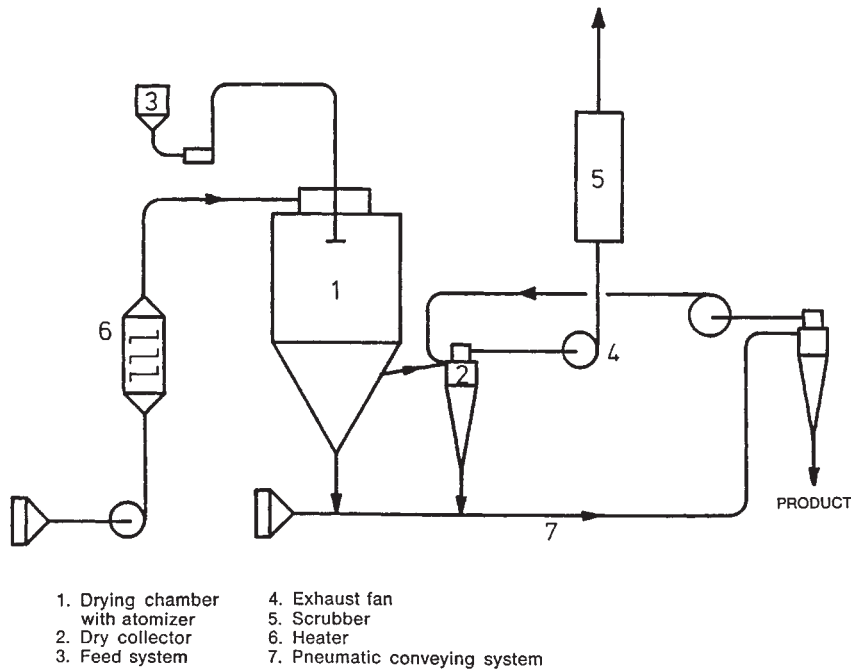 3
5
1
6
4
2
PRODUCT
7
1. Drying chamber
with atomizer
2. Dry collector
3. Feed system
4. Exhaust fan
5. Scrubber
6. Heater
7. Pneumatic conveying system